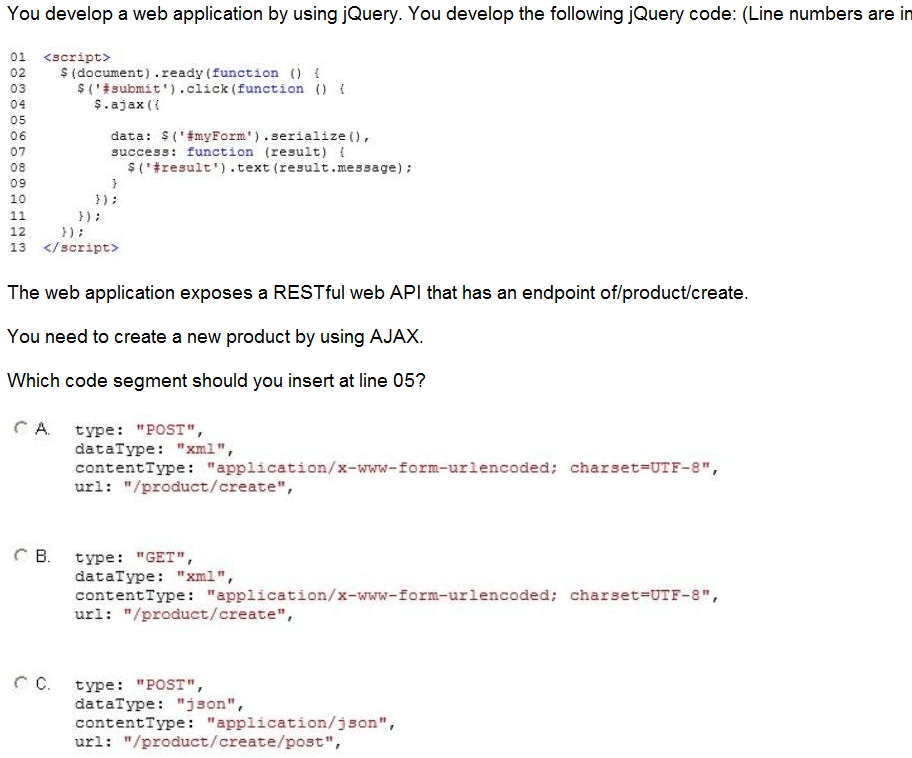 You develop a web application by using jQuery. You develop the following jQuery code: (Line numbers are in
01 <script>
02 $(document).ready(function () {
03 $('#submit').click(function () {
04 $.ajax({
05
06 data: $('#myForm').serialize(),
07 success: function (result) {
08 $('#result').text(result.message);
09 }
10 });
11 });
12 });
13 </script>
The web application exposes a RESTful web API that has an endpoint of/product/create.
You need to create a new product by using AJAX.
Which code segment should you insert at line 05?
A. type: "POST",
dataType: "xml",
contentType: "application/x-www-form-urlencoded; charset=UTF-8",
url: "/product/create",
B. type: "GET",
dataType: "xml",
contentType: "application/x-www-form-urlencoded; charset=UTF-8",
url: "/product/create",
C. type: "POST",
dataType: "json",
contentType: "application/json",
url: "/product/create/post",